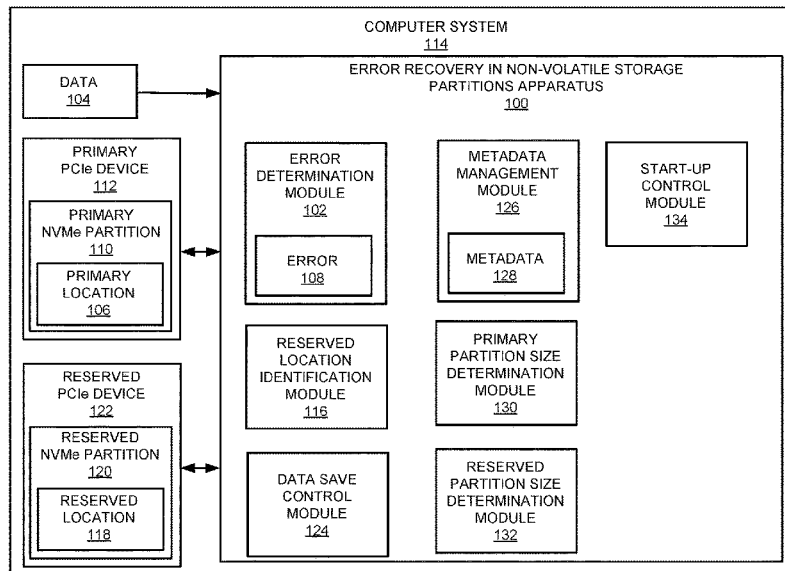 COMPUTER SYSTEM
114
ERROR RECOVERY IN NON-VOLATILE STORAGE
PARTITIONS APPARATUS
100
DATA
104
PRIMARY
PCIe DEVICE
112
PRIMARY
NVMe PARTITION
110
PRIMARY
LOCATION
106
RESERVED
PCIe DEVICE
122
RESERVED
NVMe PARTITION
120
RESERVED
LOCATION
118
ERROR
DETERMINATION
MODULE
102
ERROR
108
METADATA
MANAGEMENT
MODULE
126
METADATA
128
START-UP
CONTROL
MODULE
134
RESERVED
LOCATION
IDENTIFICATION
MODULE
116
PRIMARY
PARTITION SIZE
DETERMINATION
MODULE
130
DATA SAVE
CONTROL
MODULE
124
RESERVED
PARTITION SIZE
DETERMINATION
MODULE
132